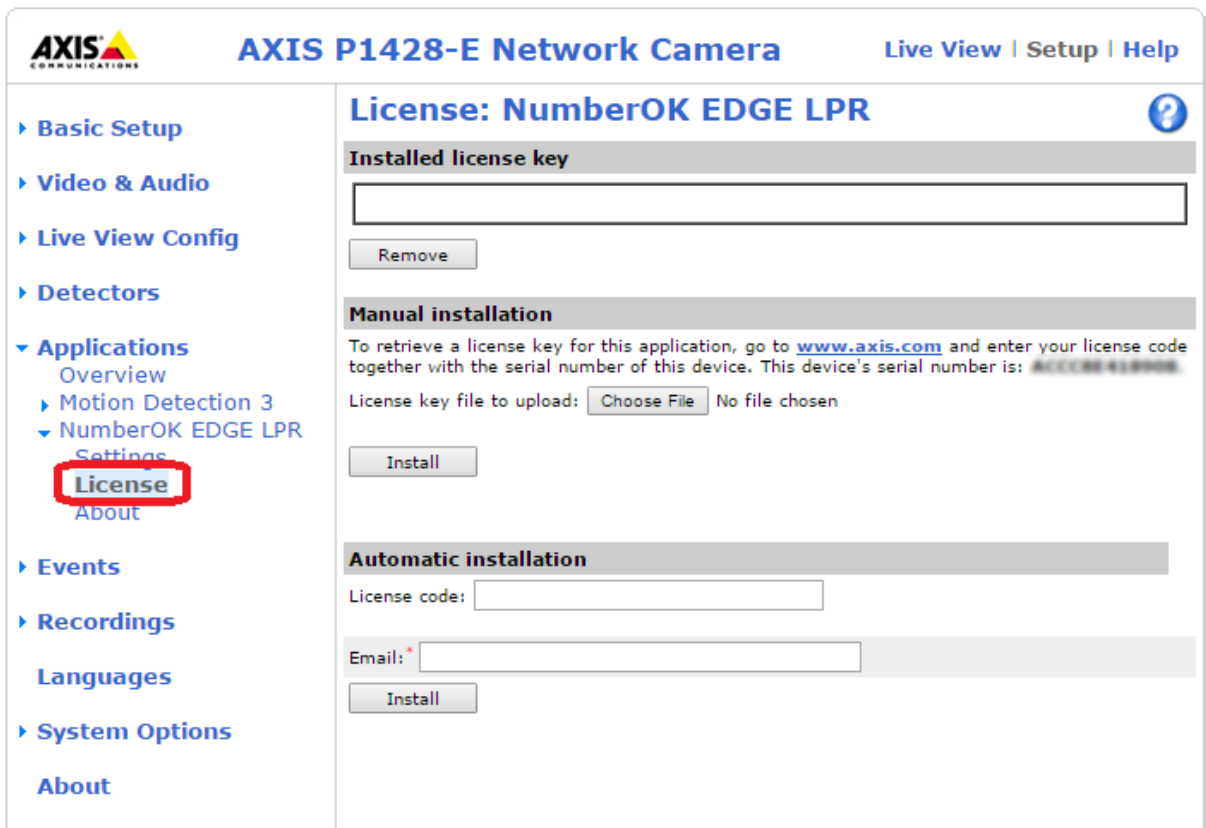 AXIS
COMMUNICATIONS
AXIS P1428-E Network Camera
Live View | Setup | Help
Basic Setup
Video & Audio
Live View Config
Detectors
Applications
Overview
Motion Detection 3
NumberOK EDGE LPR
Settings
License
About
Events
Recordings
Languages
System Options
About
License: NumberOK EDGE LPR
?
Installed license key
Remove
Manual installation
To retrieve a license key for this application, go to www.axis.com and enter your license code
together with the serial number of this device. This device's serial number is:
License key file to upload: Choose File No file chosen
Install
Automatic installation
License code:
Email:*
Install